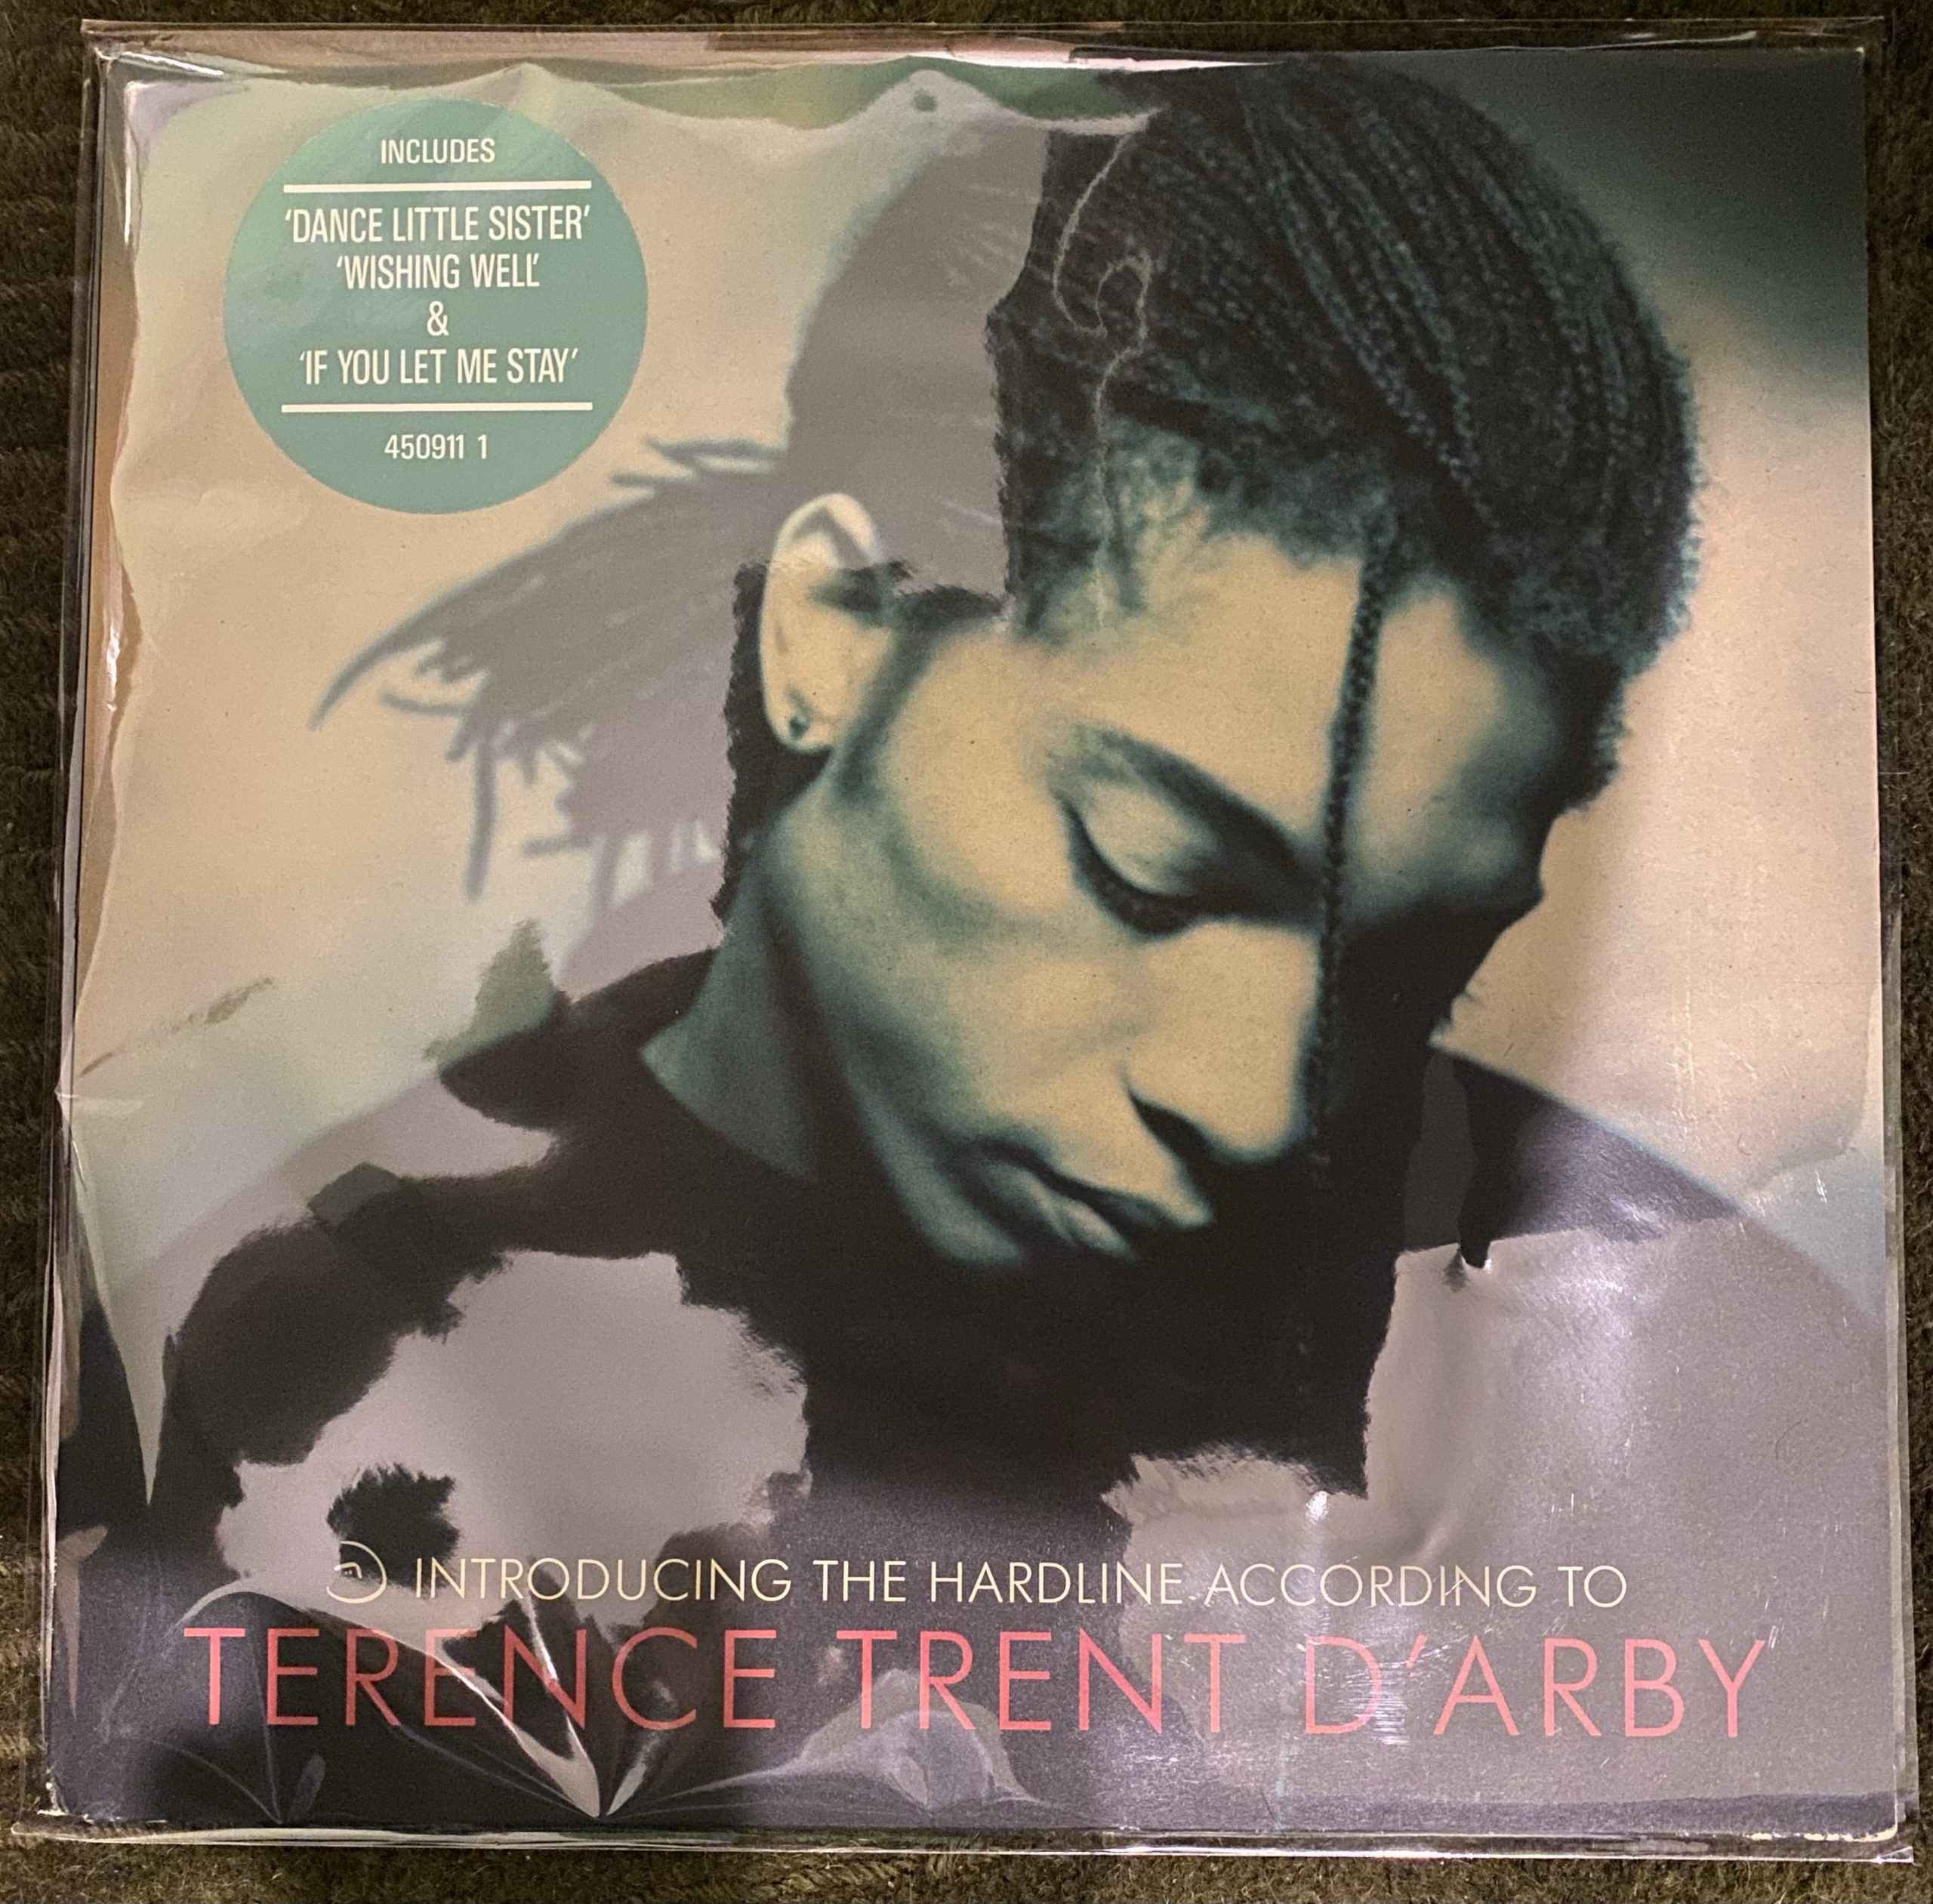 INCLUDES
'DANCE LITTLE SISTER'
'WISHING WELL'
&
'IF YOU LET ME STAY'
450911 1
INTRODUCING THE HARDLINE ACCORDING TO
TERENCE TRENT D'ARBY